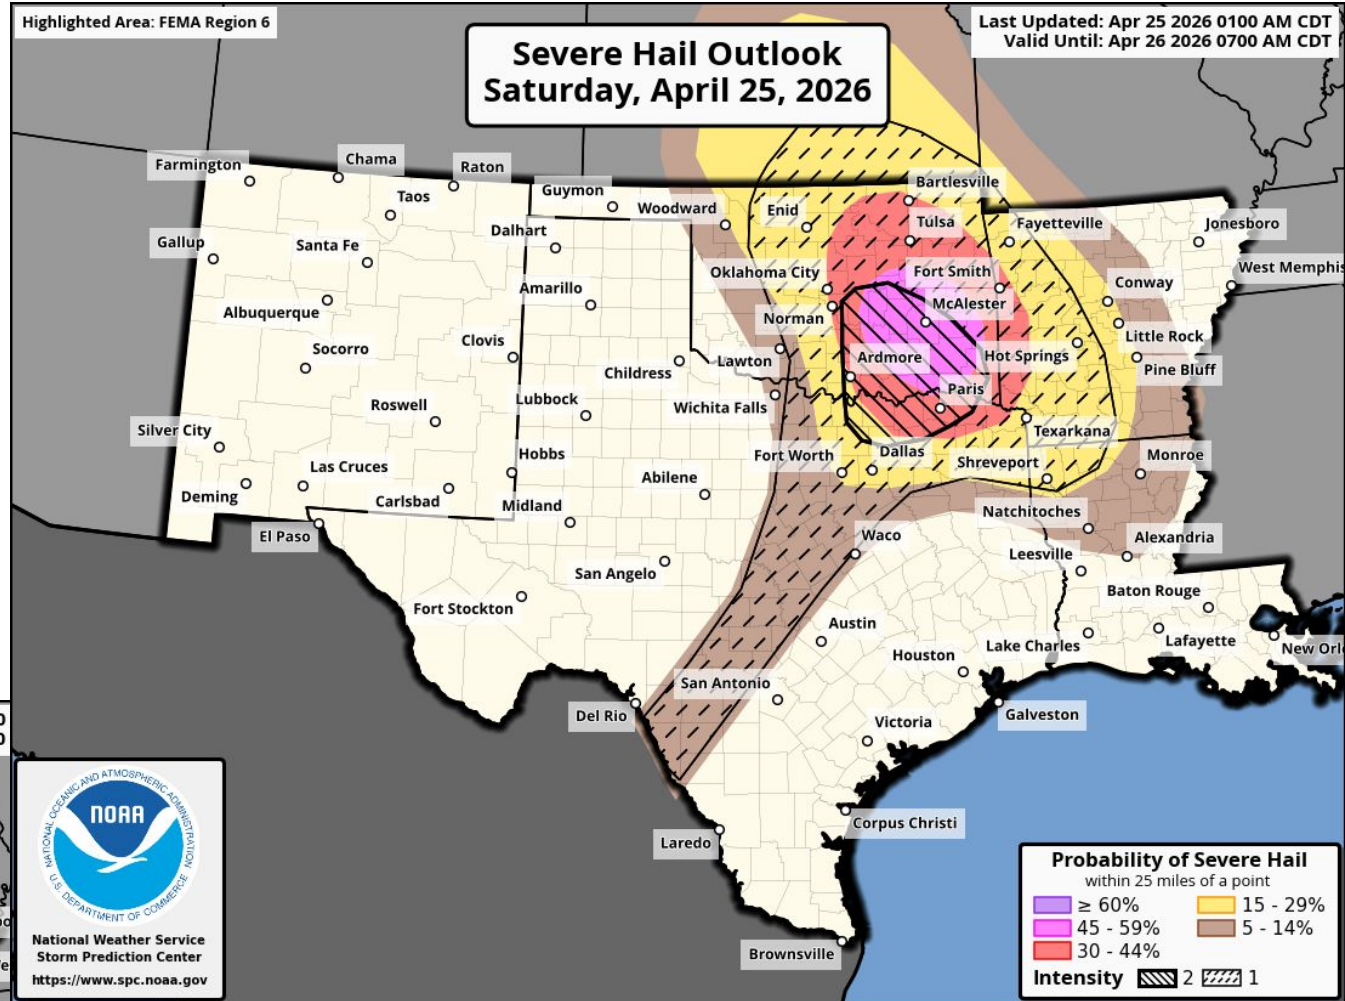 Highlighted Area: FEMA Region 6
Severe Hail Outlook
Saturday, April 25, 2026
Last Updated: Apr 25 2026 0100 AM CDT
Valid Until: Apr 26 2026 0700 AM CDT
Farmington
Chama
Raton
Taos
Guymon
Woodward
Enid
Bartlesville
Tulsa
Fayetteville
Jonesboro
Gallup
Santa Fe
Dalhart
Oklahoma City
Fort Smith
West Memphis
Amarillo
Conway
Albuquerque
Norman
McAlester
Socorro
Clovis
Little Rock
Childress
Lawton
Ardmore
Hot Springs
Pine Bluff
Roswell
Lubbock
Wichita Falls
Paris
Silver City
Texarkana
Las Cruces
Hobbs
Abilene
Fort Worth
Dallas
Shreveport
Monroe
Deming
Carlsbad
Midland
Natchitoches
El Paso
Waco
Alexandria
San Angelo
Leesville
Fort Stockton
Baton Rouge
Austin
Lake Charles
Lafayette
Houston
San Antonio
Del Rio
Victoria
Galveston
Corpus Christi
Laredo
Brownsville
NATIONAL OCEANIC AND ATMOSPHERIC ADMINISTRATION
NOAA
U.S. DEPARTMENT OF COMMERCE
National Weather Service
Storm Prediction Center
https://www.spc.noaa.gov
Probability of Severe Hail
within 25 miles of a point
≥ 60% 15 - 29%
45 - 59% 5 - 14%
30 - 44%
Intensity 2 1